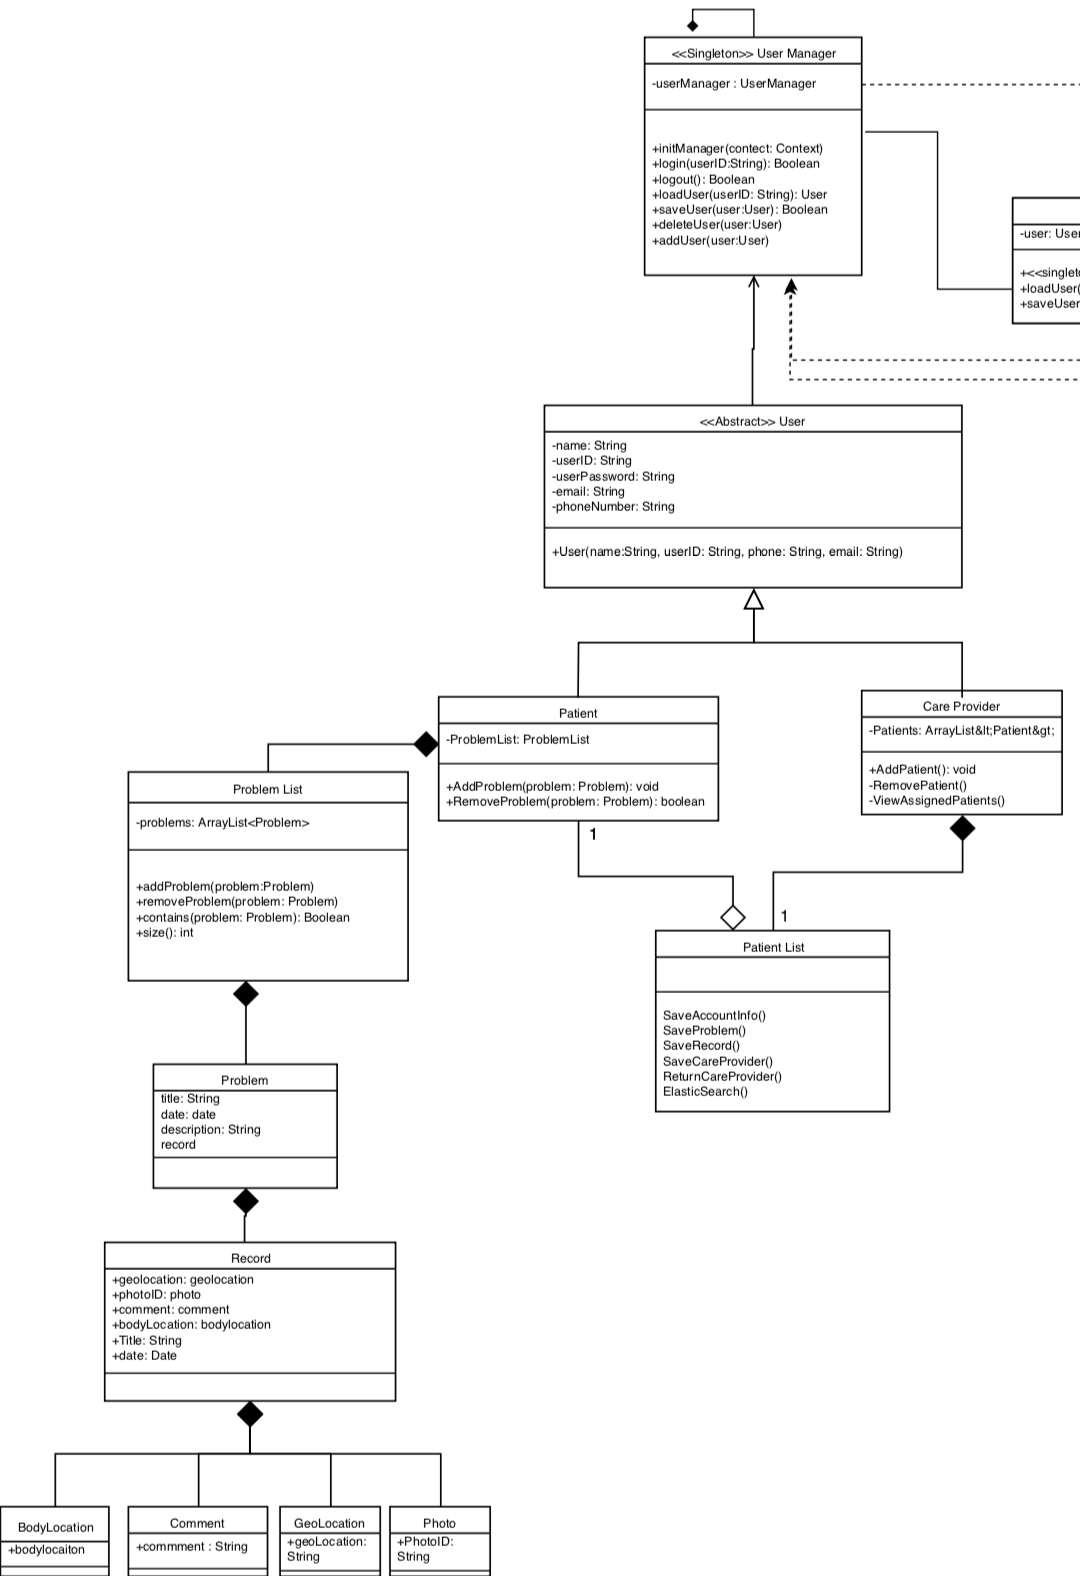 <<Singleton>> User Manager
-userManager : UserManager
+initManager(contect: Context)
+login(userID:String): Boolean
+logout(): Boolean
+loadUser(userID: String): User
+saveUser(user:User): Boolean
+deleteUser(user:User)
+addUser(user:User)
-user: User
+<<singleto
+loadUser(
+saveUser
<<Abstract>> User
-name: String
-userID: String
-userPassword: String
-email: String
-phoneNumber: String
+User(name:String, userID: String, phone: String, email: String)
Patient
-ProblemList: ProblemList
+AddProblem(problem: Problem): void
+RemoveProblem(problem: Problem): boolean
1
Care Provider
-Patients: ArrayList&lt;Patient&gt;
+AddPatient(): void
-RemovePatient()
-ViewAssignedPatients()
1
Problem List
-problems: ArrayList<Problem>
+addProblem(problem:Problem)
+removeProblem(problem: Problem)
+contains(problem: Problem): Boolean
+size(): int
Patient List
SaveAccountInfo()
SaveProblem()
SaveRecord()
SaveCareProvider()
ReturnCareProvider()
ElasticSearch()
Problem
title: String
date: date
description: String
record
Record
+geolocation: geolocation
+photoID: photo
+comment: comment
+bodyLocation: bodylocation
+Title: String
+date: Date
BodyLocation
+bodylocaiton
Comment
+commment : String
GeoLocation
+geoLocation:
String
Photo
+PhotoID:
String